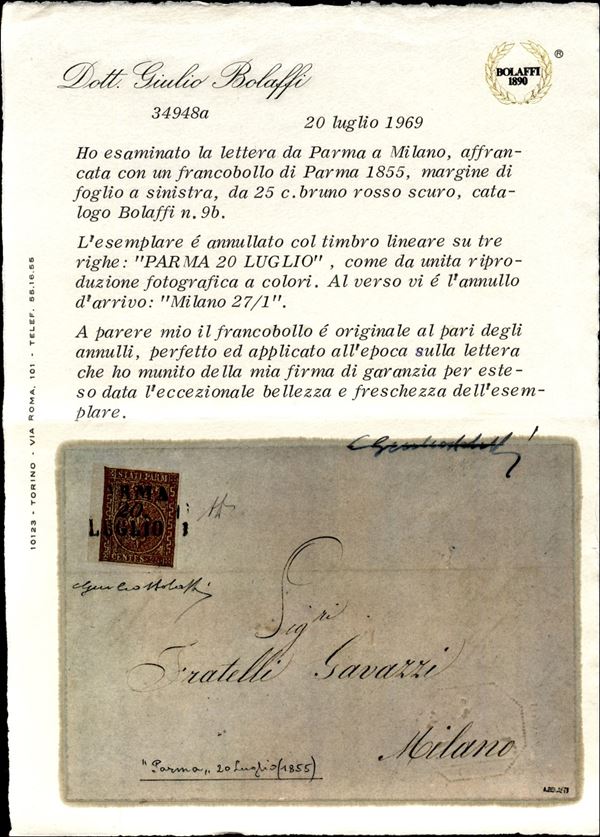 Dott. Giulio Bolaffi
BOLAFFI
1890
®
34948a
20 luglio 1969
Ho esaminato la lettera da Parma a Milano, affran-
cata con un francobollo di Parma 1855, margine di
foglio a sinistra, da 25 c. bruno rosso scuro, cata-
logo Bolaffi n. 9b.
L'esemplare é annullato col timbro lineare su tre
righe: "PARMA 20 LUGLIO" , come da unita ripro-
duzione fotografica a colori. Al verso vi é l'annullo
d'arrivo: "Milano 27/1".
A parere mio il francobollo é originale al pari degli
annulli, perfetto ed applicato all'epoca sulla lettera
che ho munito della mia firma di garanzia per este-
so data l'eccezionale bellezza e freschezza dell'esem-
plare.
10123 - TORINO - VIA ROMA, 101 - TELEF. 55.16.55
STATI PARM
RMA
20
LUGLIO
CENTES
Giulio Bolaffi
Sigri
Fratelli Gavazzi
Milano
"Parma„ 20 Luglio (1855)